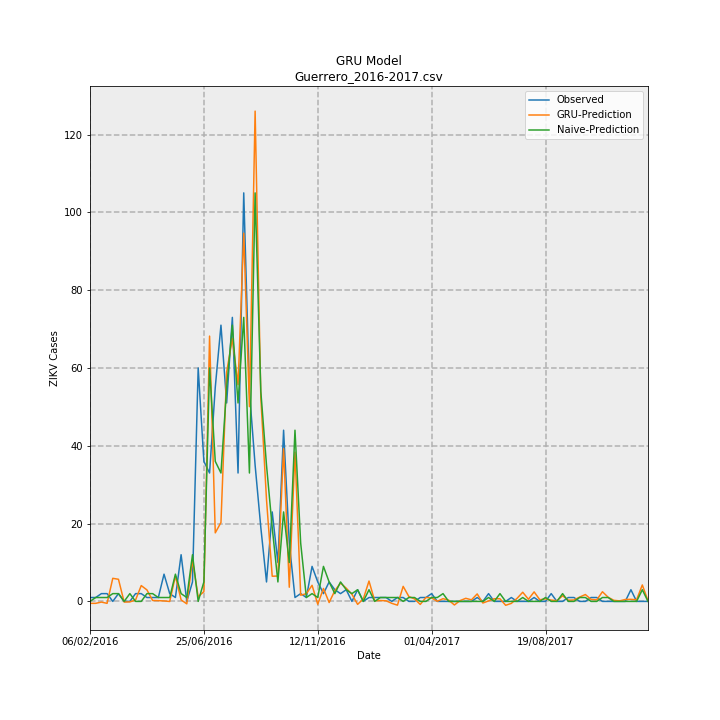 GRU Model
Guerrero_2016-2017.csv
Observed
GRU-Prediction
Naive-Prediction
120
100
80
60
40
20
0
ZIKV Cases
06/02/2016 25/06/2016 12/11/2016 01/04/2017 19/08/2017
Date